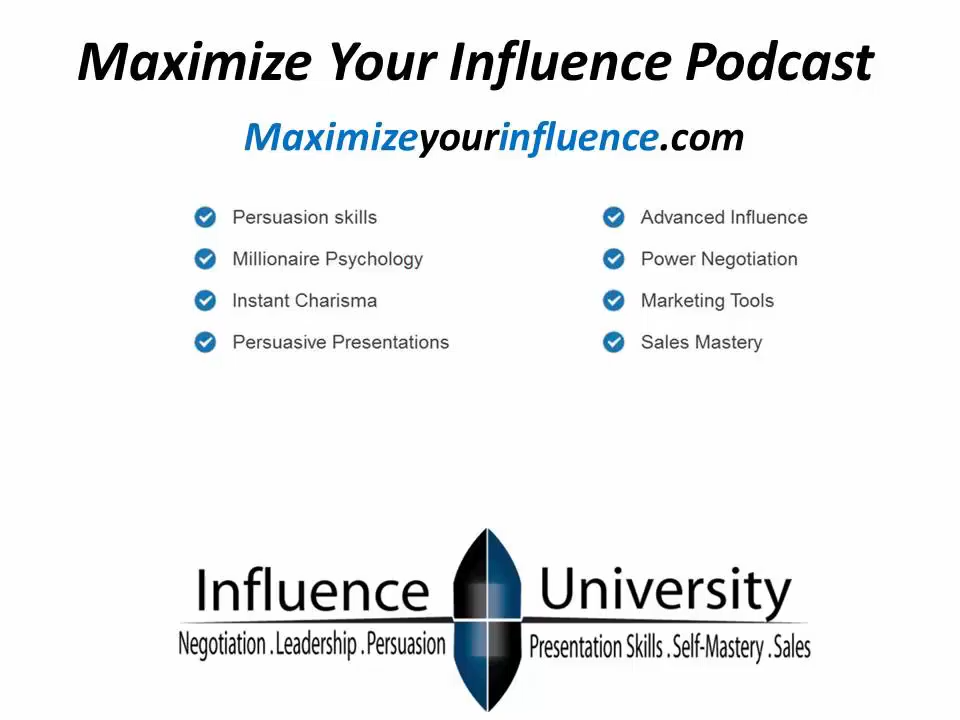 Maximize Your Influence Podcast
Maximizeyourinfluence.com
Persuasion skills
Millionaire Psychology
Instant Charisma
Persuasive Presentations
Advanced Influence
Power Negotiation
Marketing Tools
Sales Mastery
Influence University
Negotiation . Leadership . Persuasion
Presentation Skills . Self-Mastery . Sales